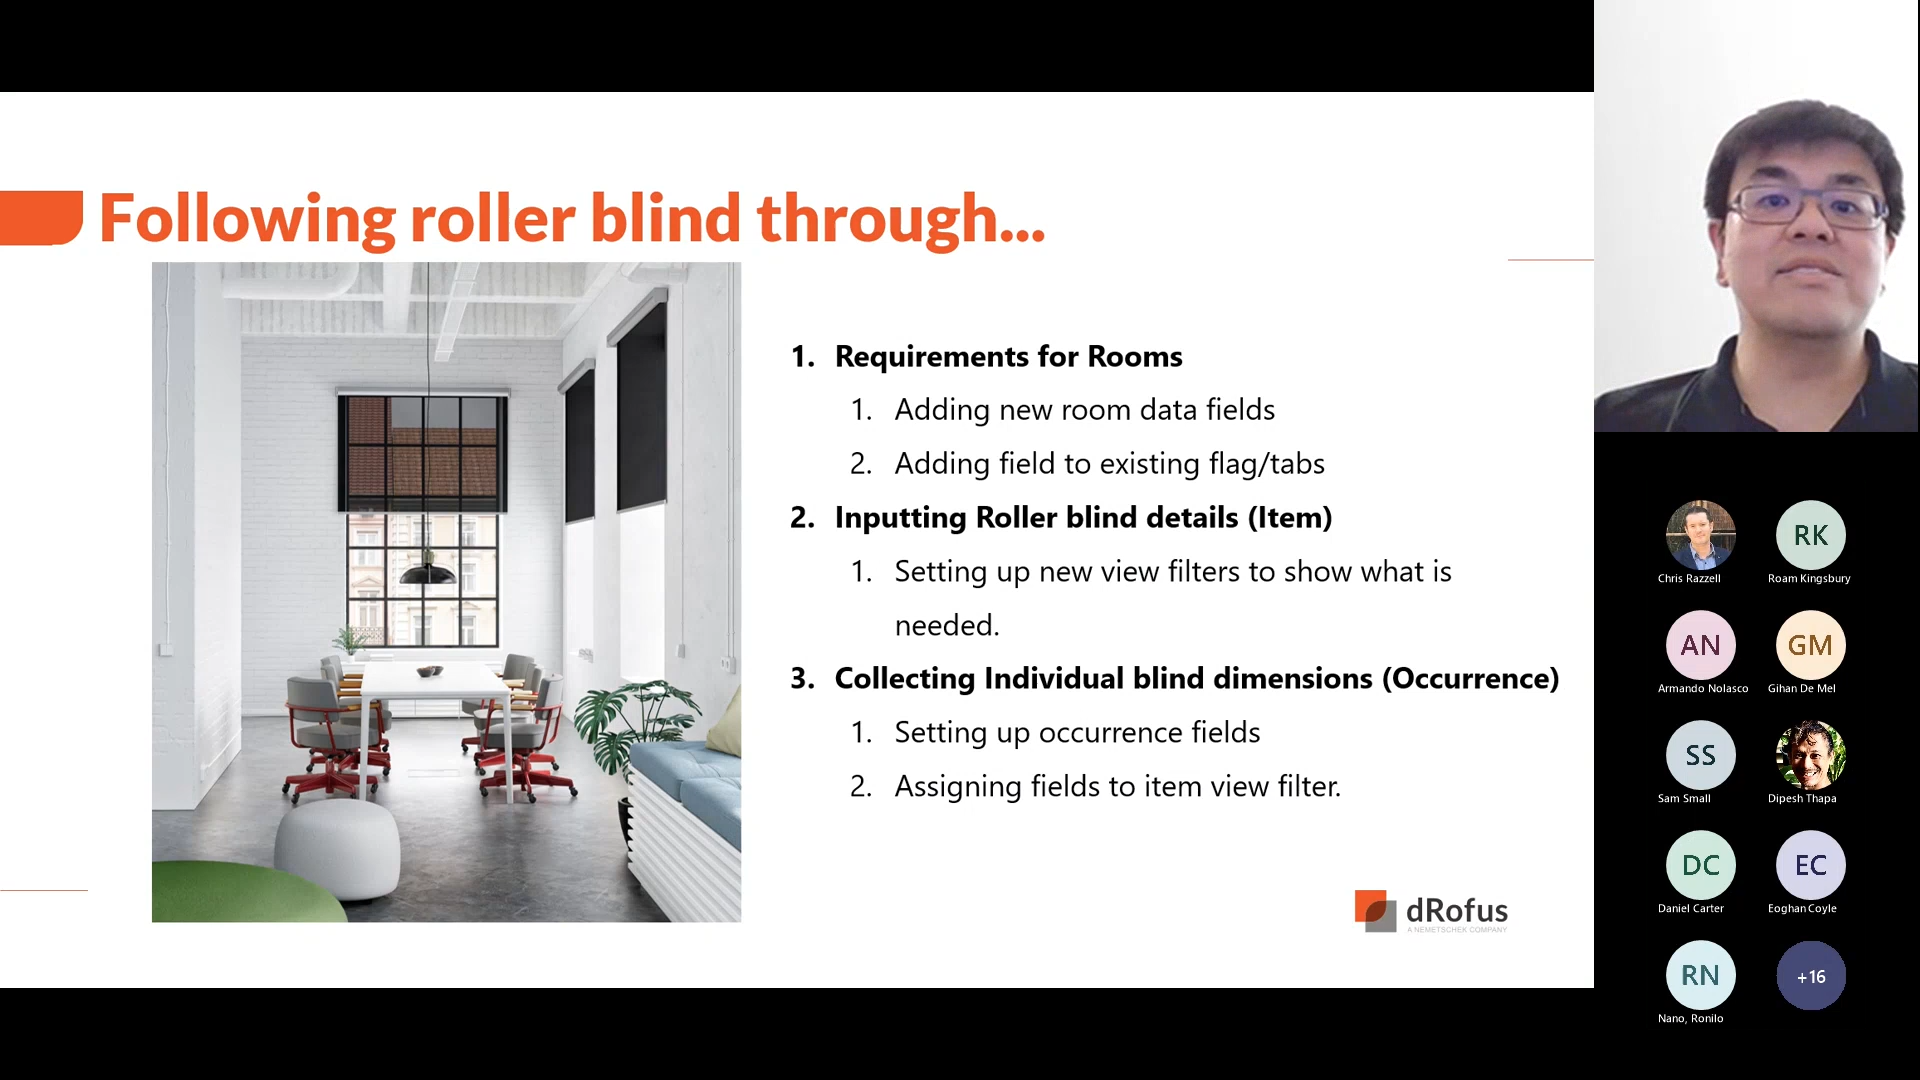 Following roller blind through...
1. Requirements for Rooms
1. Adding new room data fields
2. Adding field to existing flag/tabs
2. Inputting Roller blind details (Item)
1. Setting up new view filters to show what is
needed.
3. Collecting Individual blind dimensions (Occurrence)
1. Setting up occurrence fields
2. Assigning fields to item view filter.
dRofus
A NEMETSCHEK COMPANY
Chris Razzell
RK
Roam Kingsbury
AN
Armando Nolasco
GM
Gihan De Mel
SS
Sam Small
Dipesh Thapa
DC
Daniel Carter
EC
Eoghan Coyle
RN
Nano, Ronilo
+16